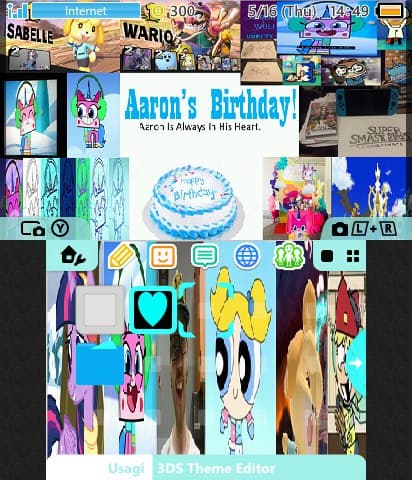 Internet
300
5/16 (Thu) 14:49
SABELLE
WARIO
Aaron's Birthday!
Aaron Is Always In His Heart.
SUPER
SMASH BROS
Happy
Birthday
Y
L+R
Usagi 3DS Theme Editor